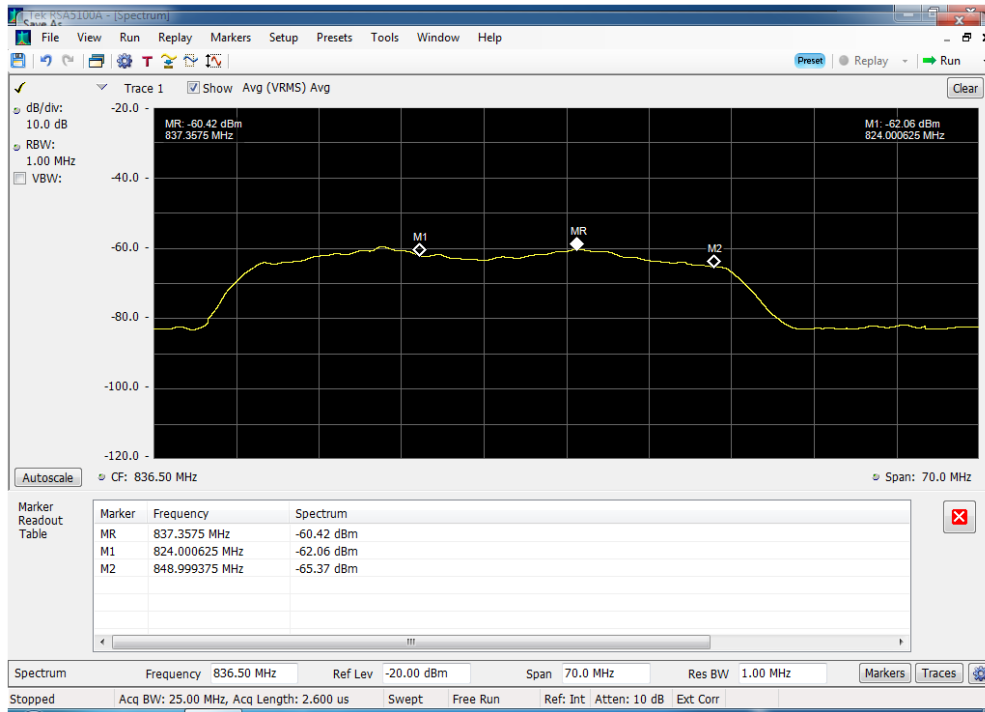 Tek RSA5100A - [Spectrum]
Save As
File View Run Replay Markers Setup Presets Tools Window Help
T Preset Replay Run
Trace 1 Show Avg (VRMS) Avg Clear
dB/div:
10.0 dB
RBW:
1.00 MHz
VBW:
-20.0
-40.0
-60.0
-80.0
-100.0
-120.0
MR: -60.42 dBm
837.3575 MHz
M1: -62.06 dBm
824.000625 MHz
M1
MR
M2
Autoscale CF: 836.50 MHz Span: 70.0 MHz
Marker
Readout
Table
Marker Frequency Spectrum
MR 837.3575 MHz -60.42 dBm
M1 824.000625 MHz -62.06 dBm
M2 848.999375 MHz -65.37 dBm
Spectrum Frequency 836.50 MHz Ref Lev -20.00 dBm Span 70.0 MHz Res BW 1.00 MHz Markers Traces
Stopped Acq BW: 25.00 MHz, Acq Length: 2.600 us Swept Free Run Ref: Int Atten: 10 dB Ext Corr